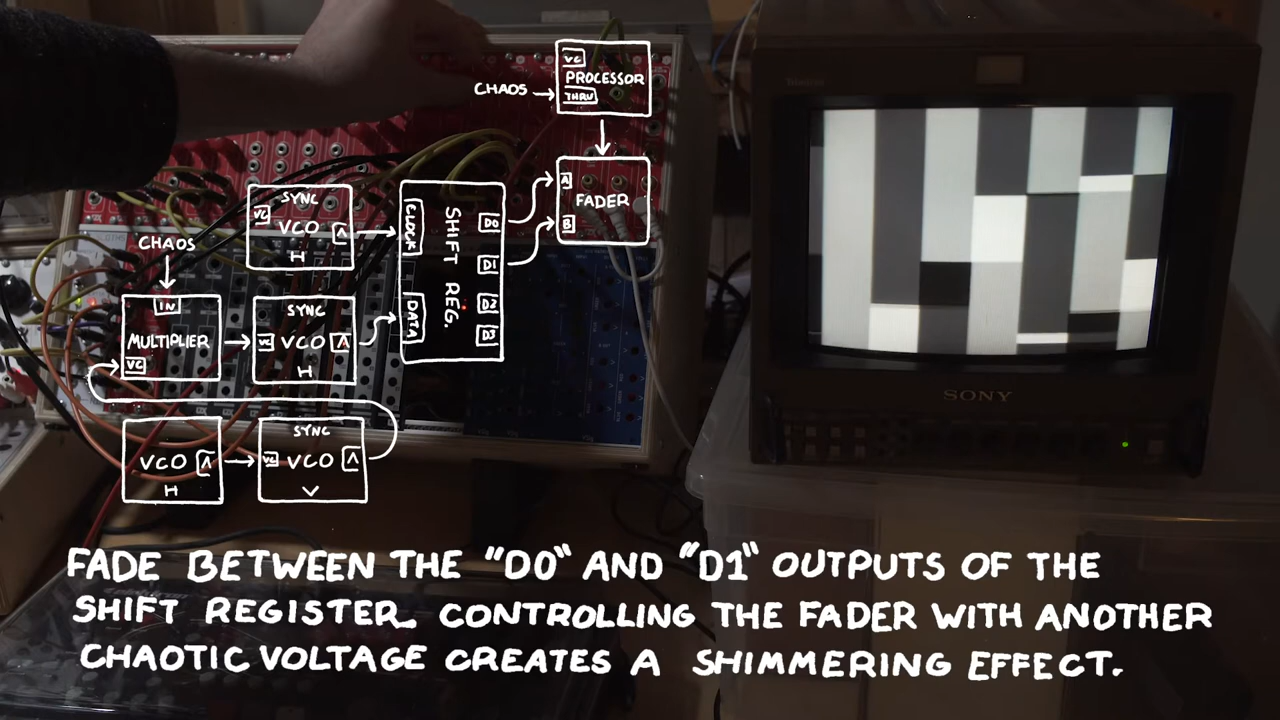 VC
PROCESSOR
CHAOS
THRU
SYNC
VC
VCO
H
CLOCK
SHIFT REG.
D0
A
FADER
B
D1
CHAOS
IN
MULTIPLIER
VC
SYNC
VC VCO
H
DATA
D2
D3
VCO
H
SYNC
VC VCO
V
SONY
FADE BETWEEN THE "D0" AND "D1" OUTPUTS OF THE
SHIFT REGISTER. CONTROLLING THE FADER WITH ANOTHER
CHAOTIC VOLTAGE CREATES A SHIMMERING EFFECT.